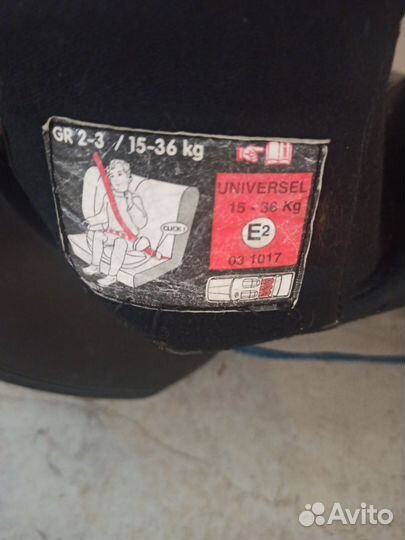 GR 2-3 / 15-36 kg
UNIVERSEL
15 - 36 Kg
CLICK !
E2
03 1017
Avito